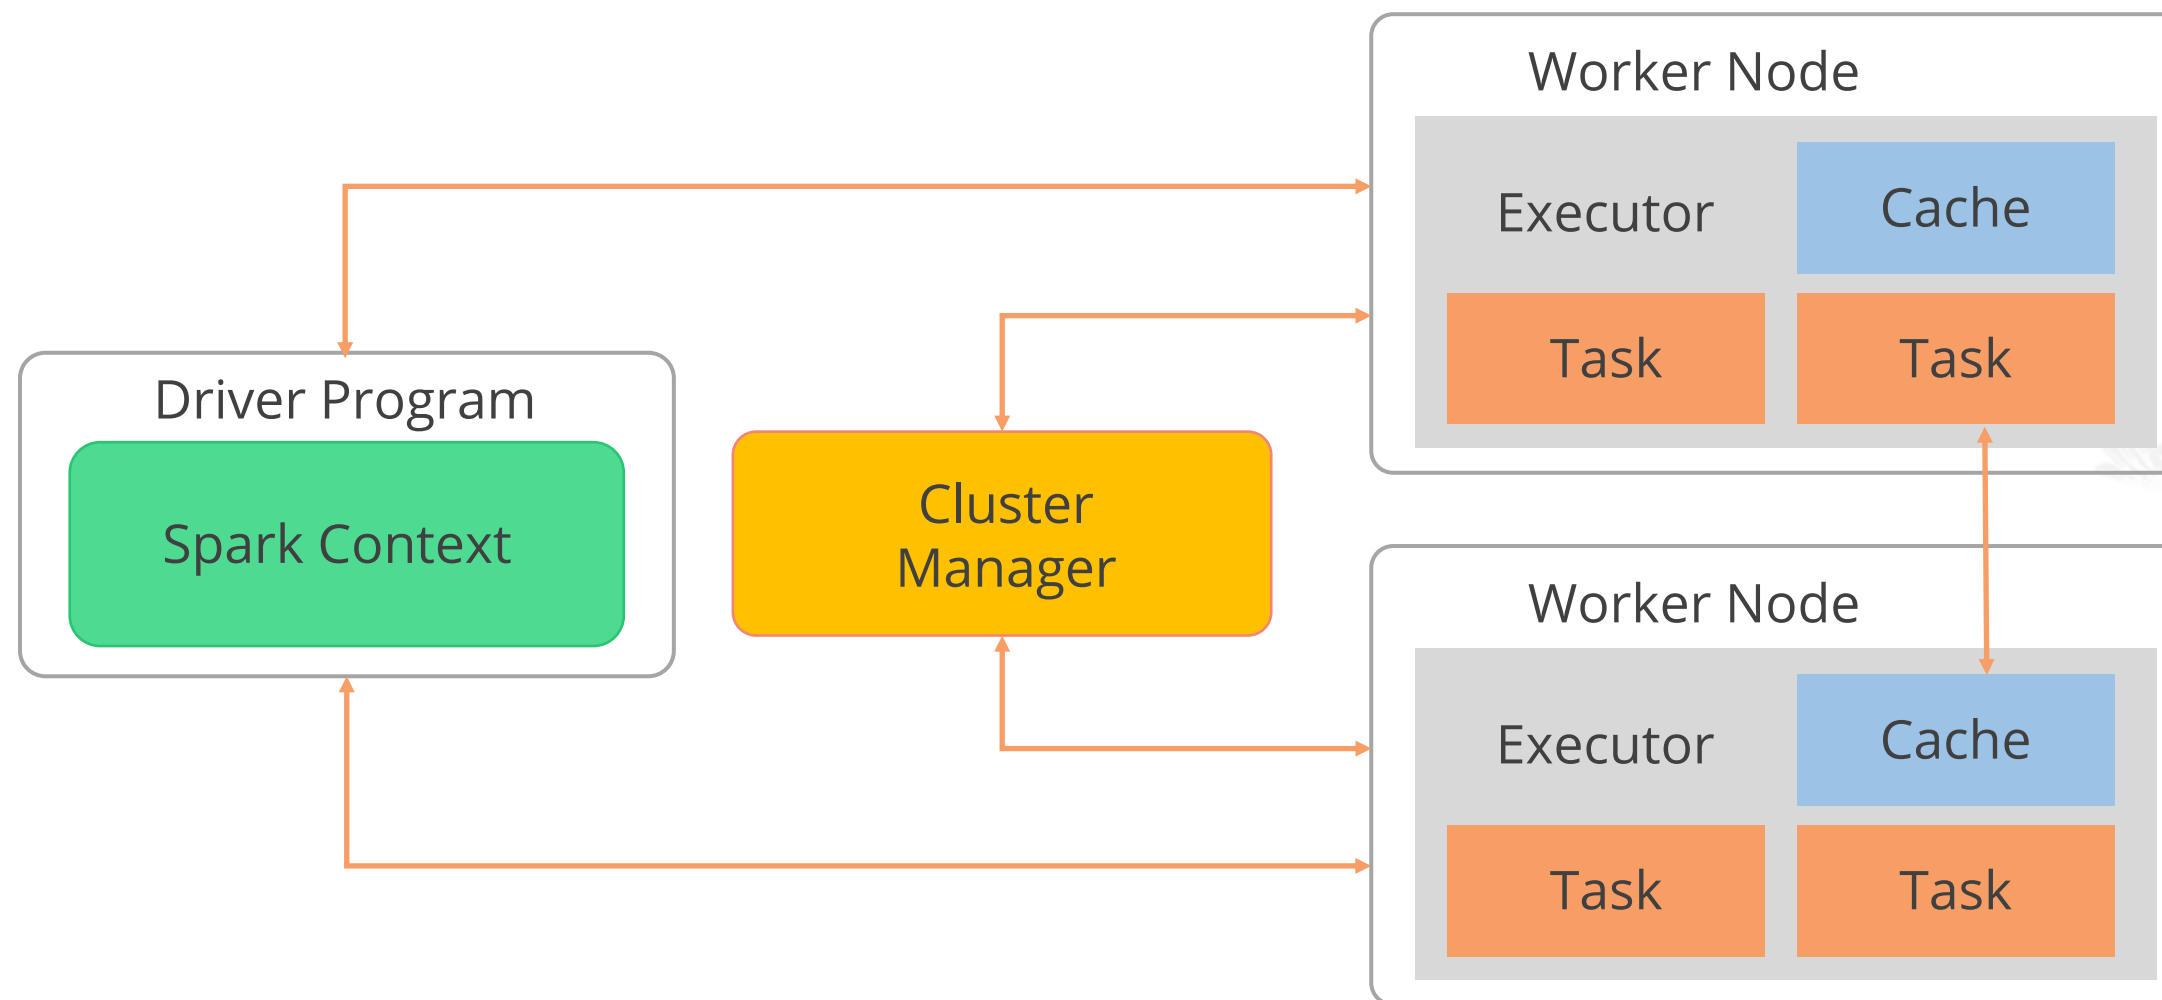 Worker Node
Executor
Cache
Task
Task
Driver Program
Spark Context
Cluster
Manager
Worker Node
Executor
Cache
Task
Task